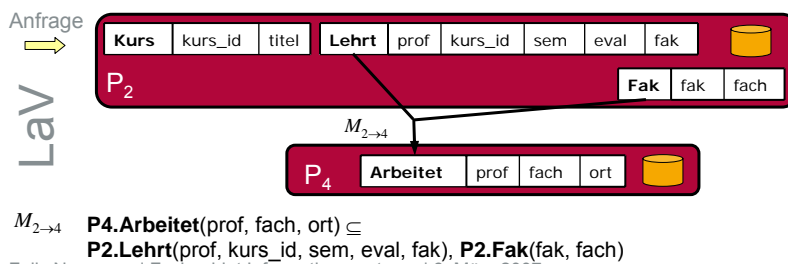 Anfrage
Kurs kurs_id titel Lehrt prof kurs_id sem eval fak
P2
Fak fak fach
LaV
M2→4
P4
Arbeitet prof fach ort
M2→4 P4.Arbeitet(prof, fach, ort) ⊆
P2.Lehrt(prof, kurs_id, sem, eval, fak), P2.Fak(fak, fach)